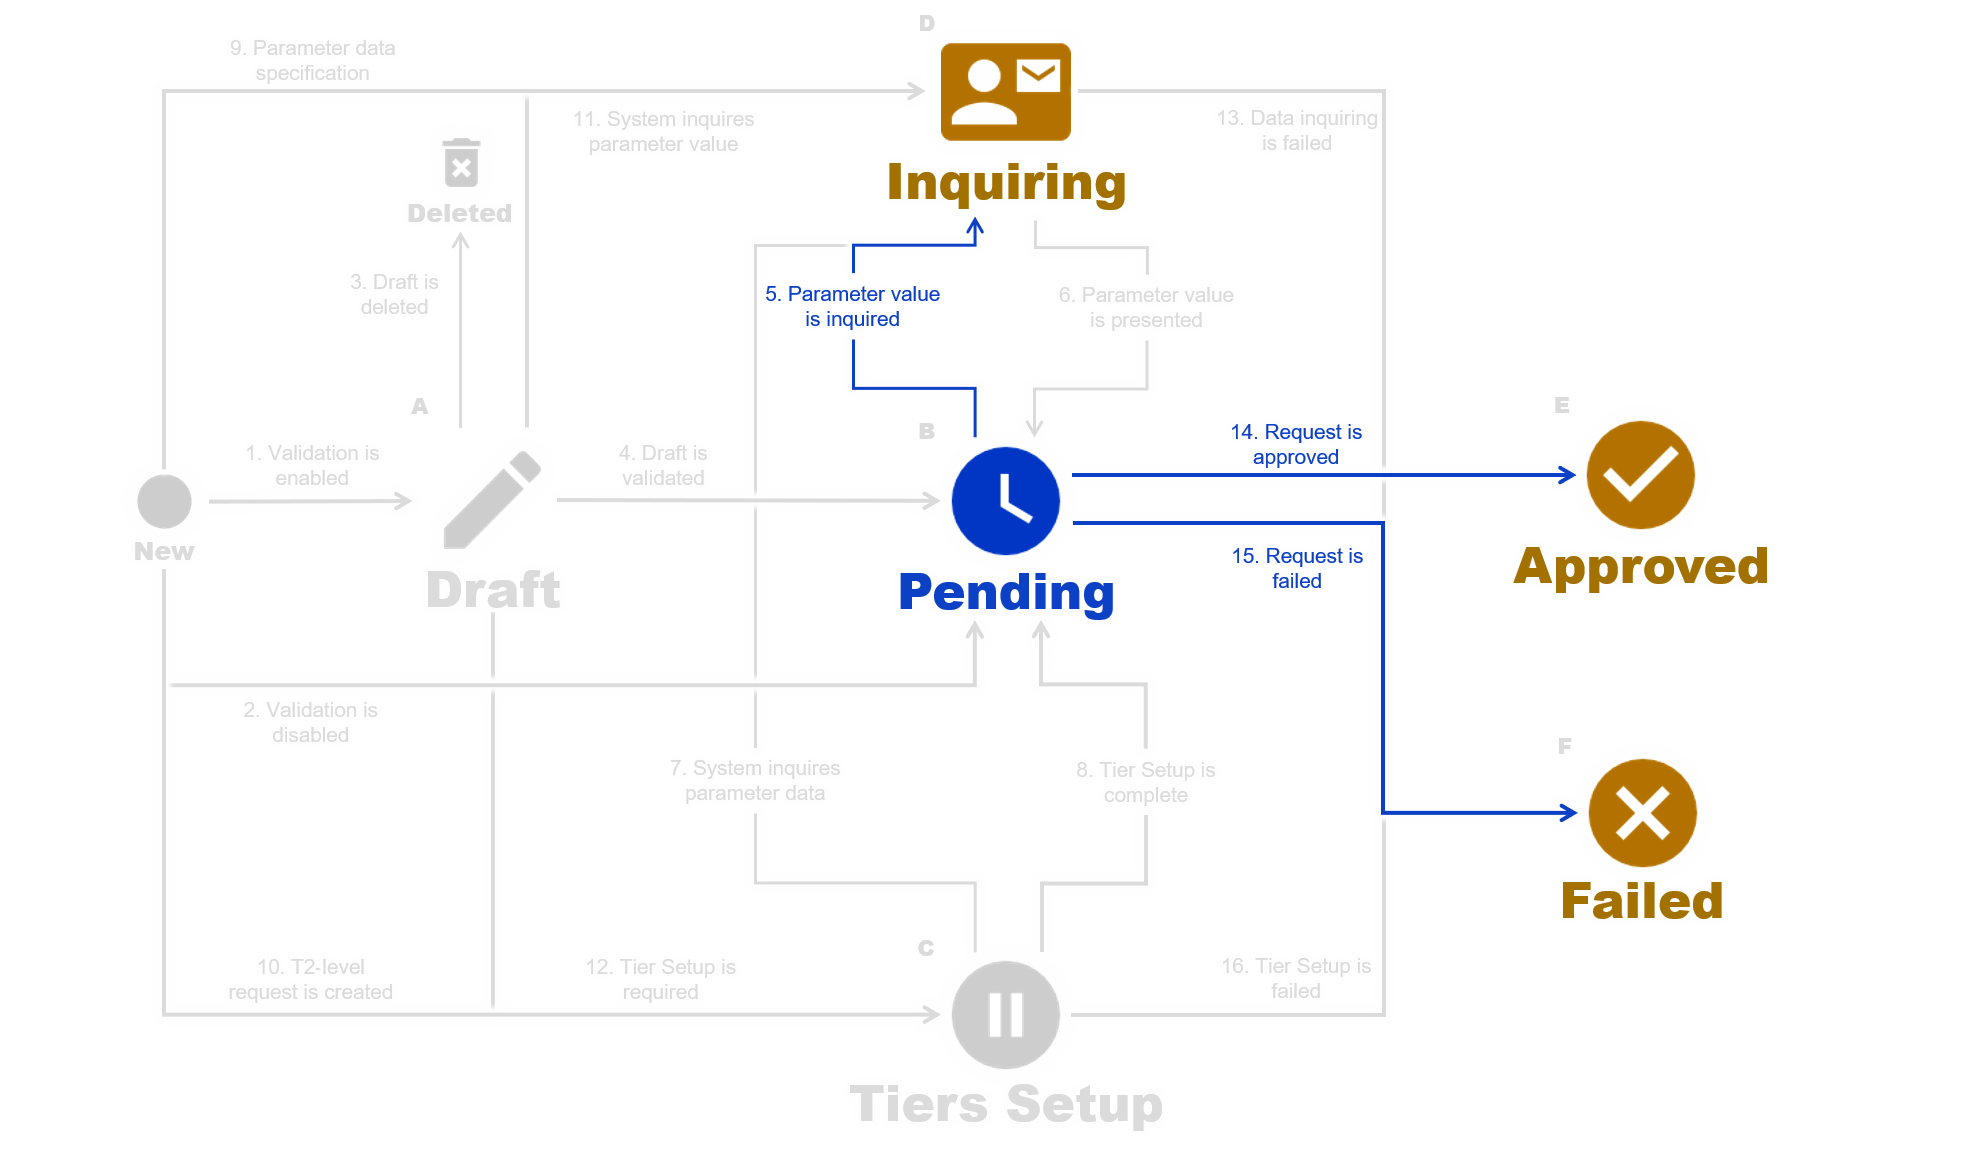 D
9. Parameter data
specification
11. System inquires
parameter value
13. Data inquiring
is failed
Inquiring
Deleted
3. Draft is
deleted
5. Parameter value
is inquired
6. Parameter value
is presented
A
B
E
1. Validation is
enabled
4. Draft is
validated
14. Request is
approved
New
Draft
Pending
15. Request is
failed
Approved
2. Validation is
disabled
7. System inquires
parameter data
8. Tier Setup is
complete
F
Failed
C
10. T2-level
request is created
12. Tier Setup is
required
16. Tier Setup is
failed
Tiers Setup